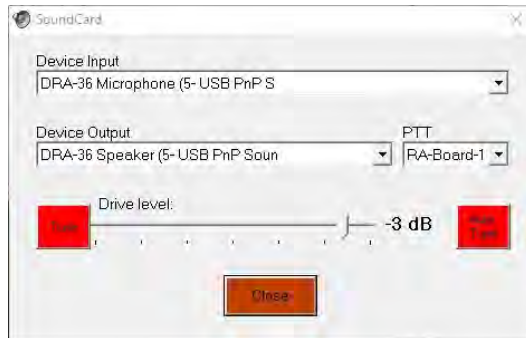 SoundCard
Device Input
DRA-36 Microphone (5- USB PnP S
Device Output PTT
DRA-36 Speaker (5- USB PnP Soun RA-Board-1
Drive level:
-3 dB
Close